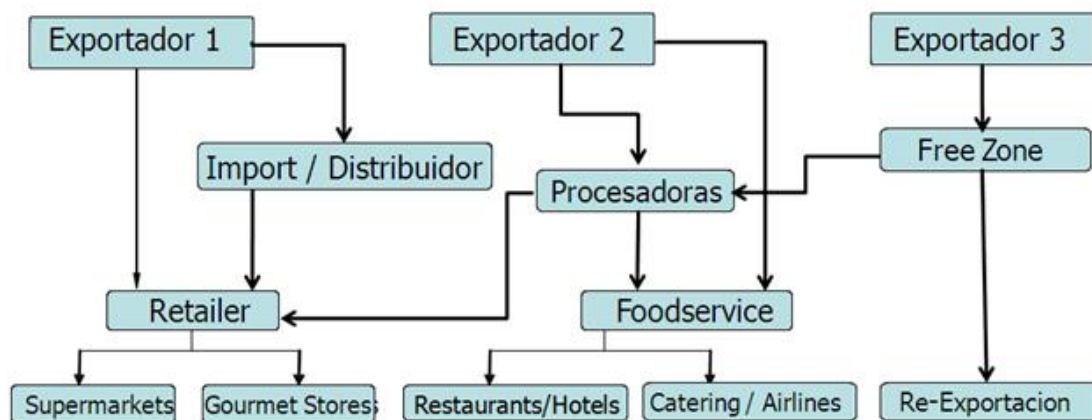 Exportador 1
Exportador 2
Exportador 3
Free Zone
Import / Distribuidor
Procesadoras
Retailer
Foodservice
Supermarkets
Gourmet Stores
Restaurants/Hotels
Catering / Airlines
Re-Exportacion